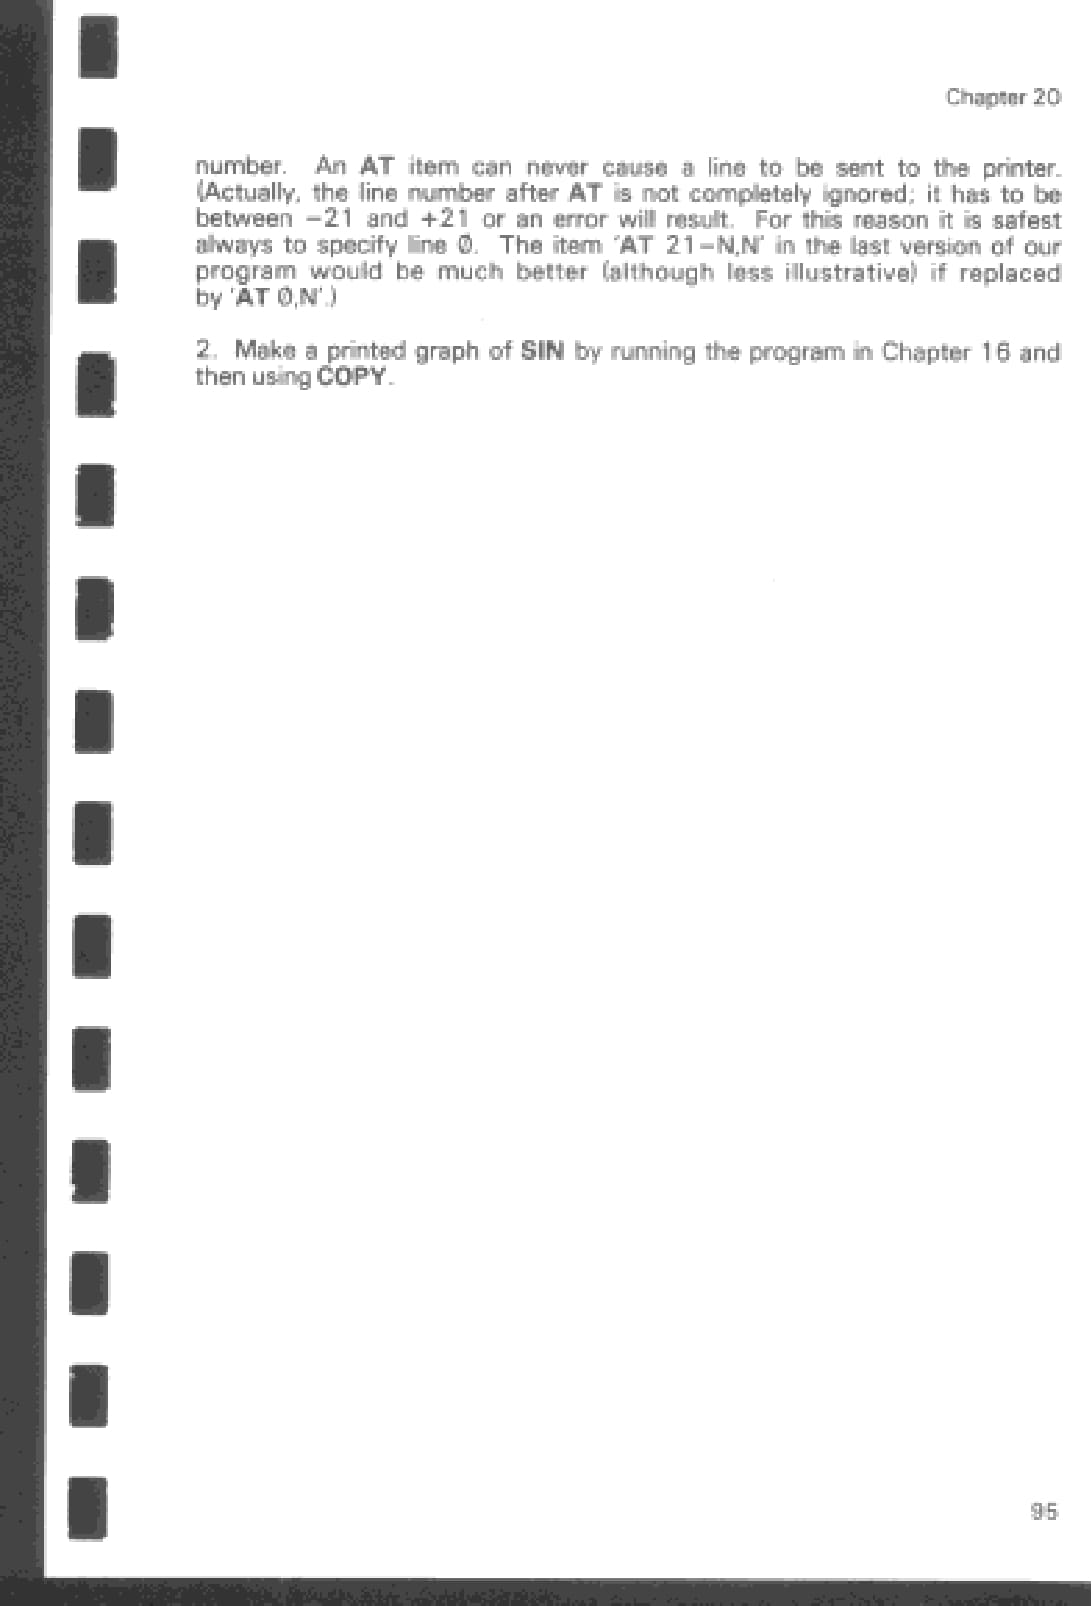 Chapter 20
number. An AT item can never cause a line to be sent to the printer.
(Actually, the line number after AT is not completely ignored; it has to be
between −21 and +21 or an error will result. For this reason it is safest
always to specify line 0. The item 'AT 21−N,N' in the last version of our
program would be much better (although less illustrative) if replaced
by 'AT 0,N'.)
2. Make a printed graph of SIN by running the program in Chapter 16 and
then using COPY.
95